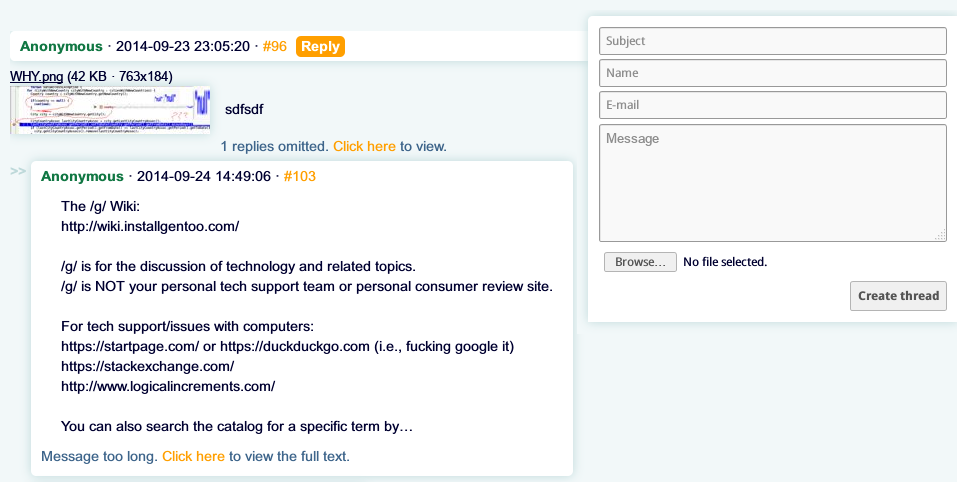 Anonymous · 2014-09-23 23:05:20 · #96 Reply
WHY.png (42 KB · 763x184)
sdfsdf
1 replies omitted. Click here to view.
>> Anonymous · 2014-09-24 14:49:06 · #103
The /g/ Wiki:
http://wiki.installgentoo.com/
/g/ is for the discussion of technology and related topics.
/g/ is NOT your personal tech support team or personal consumer review site.
For tech support/issues with computers:
https://startpage.com/ or https://duckduckgo.com (i.e., fucking google it)
https://stackexchange.com/
http://www.logicalincrements.com/
You can also search the catalog for a specific term by…
Message too long. Click here to view the full text.
Subject
Name
E-mail
Message
Browse… No file selected.
Create thread